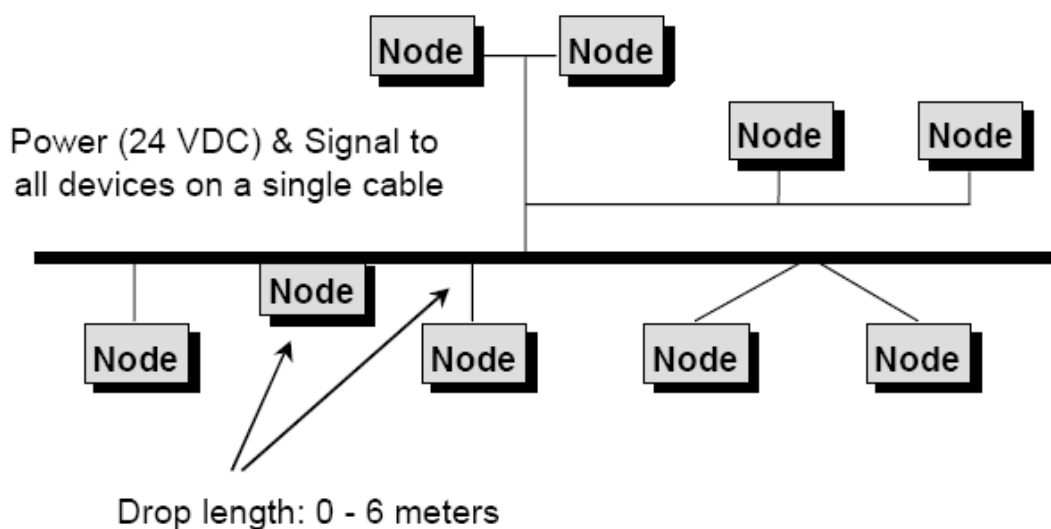 Node
Node
Node
Node
Power (24 VDC) & Signal to
all devices on a single cable
Node
Node
Node
Node
Node
Drop length: 0 - 6 meters